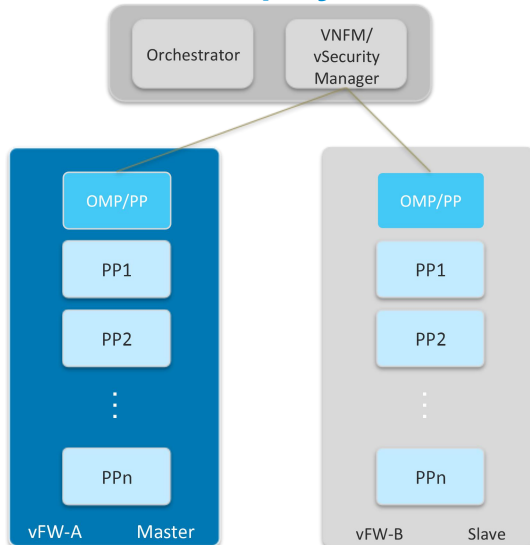 Orchestrator
VNFM/
vSecurity
Manager
OMP/PP
PP1
PP2
PPn
vFW-A Master
OMP/PP
PP1
PP2
PPn
vFW-B Slave